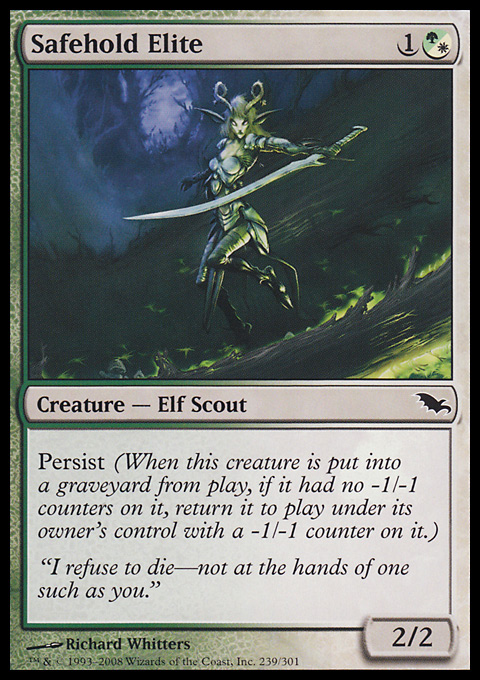 Safehold Elite 1
Creature — Elf Scout
Persist (When this creature is put into
a graveyard from play, if it had no -1/-1
counters on it, return it to play under its
owner's control with a -1/-1 counter on it.)
"I refuse to die—not at the hands of one
such as you."
2/2
Richard Whitters
™ & © 1993–2008 Wizards of the Coast, Inc. 239/301